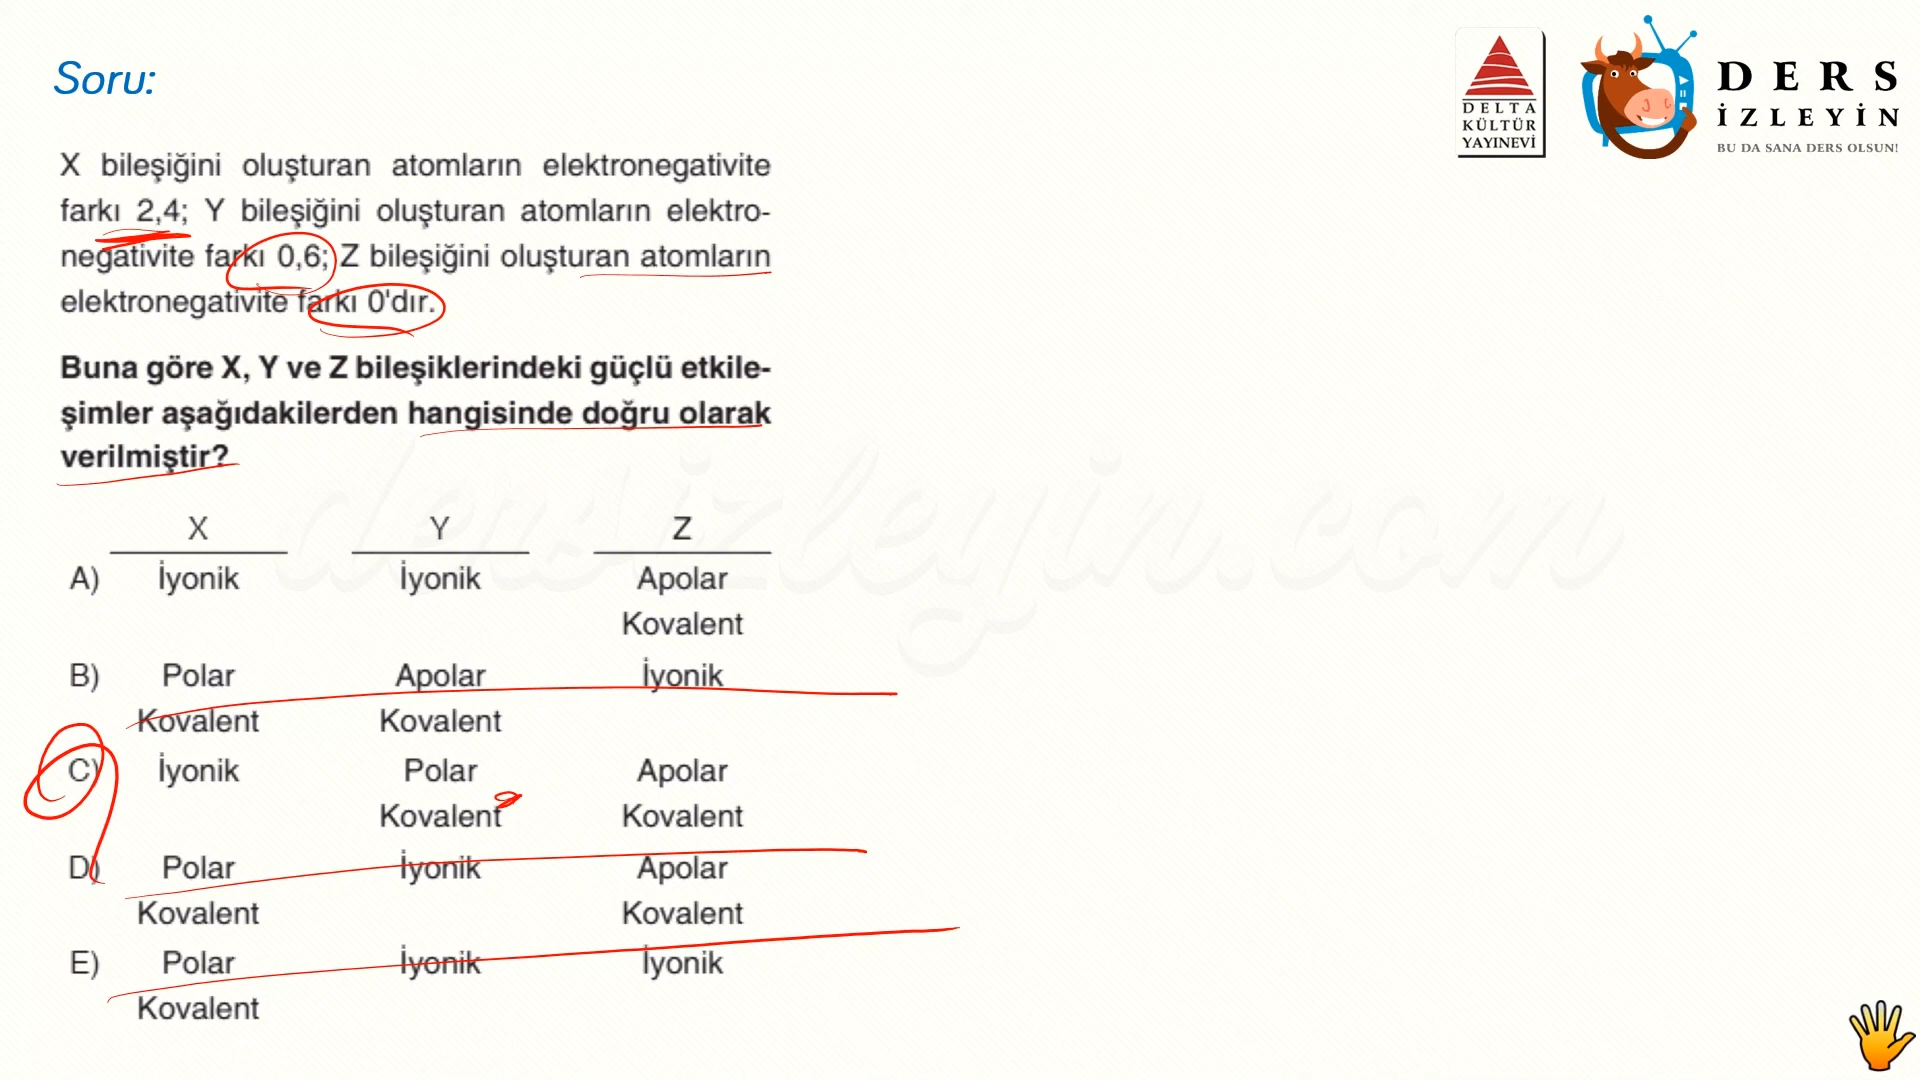 Soru:
DELTA
KÜLTÜR
YAYINEVİ
DERS
İZLEYİN
BU DA SANA DERS OLSUN!
X bileşiğini oluşturan atomların elektronegativite
farkı 2,4; Y bileşiğini oluşturan atomların elektro-
negativite farkı 0,6; Z bileşiğini oluşturan atomların
elektronegativite farkı 0'dır.
Buna göre X, Y ve Z bileşiklerindeki güçlü etkile-
şimler aşağıdakilerden hangisinde doğru olarak
verilmiştir?
dersizleyin.com
X Y Z
A) İyonik İyonik Apolar
Kovalent
B) Polar Apolar İyonik
Kovalent Kovalent
C) İyonik Polar Apolar
Kovalent Kovalent
D) Polar İyonik Apolar
Kovalent Kovalent
E) Polar İyonik İyonik
Kovalent